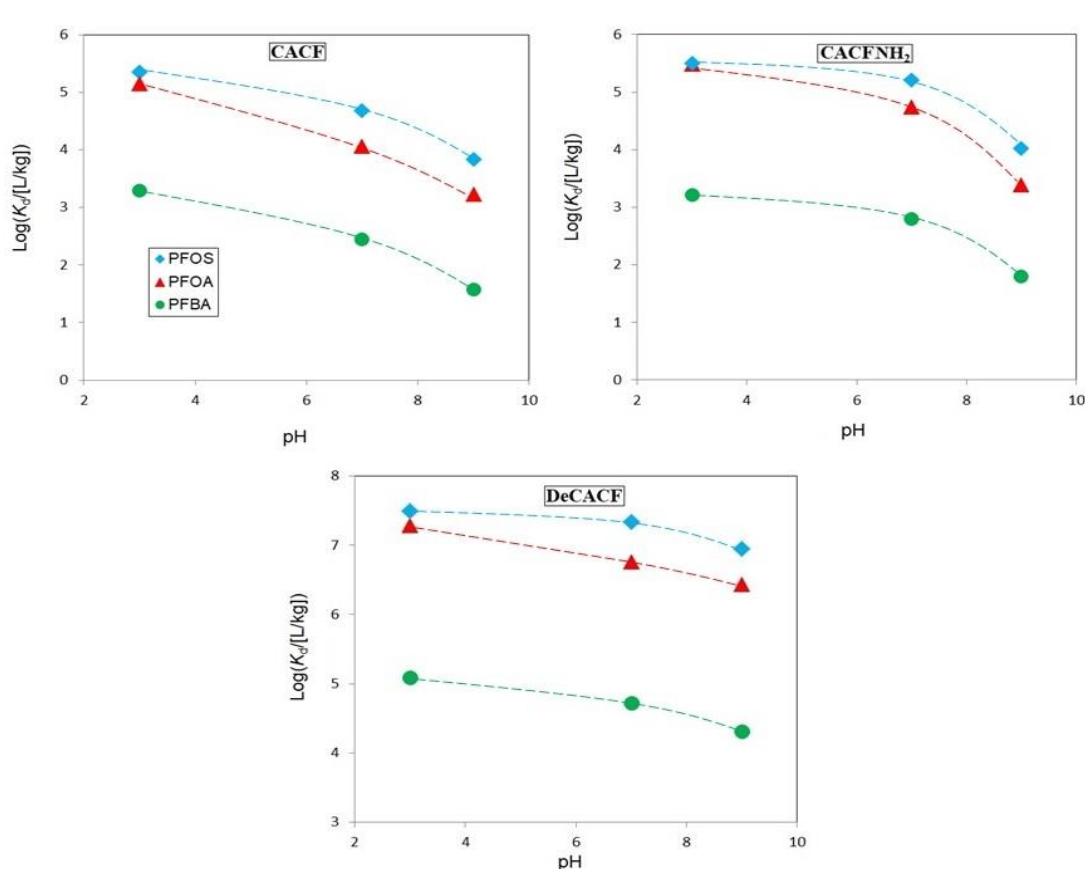 CACF
Log(Kd/[L/kg])
6
5
4
3
2
1
0
PFOS
PFOA
PFBA
2 4 6 8 10
pH
CACFNH₂
Log(Kd/[L/kg])
6
5
4
3
2
1
0
2 4 6 8 10
pH
DeCACF
Log(Kd/[L/kg])
8
7
6
5
4
3
2 4 6 8 10
pH